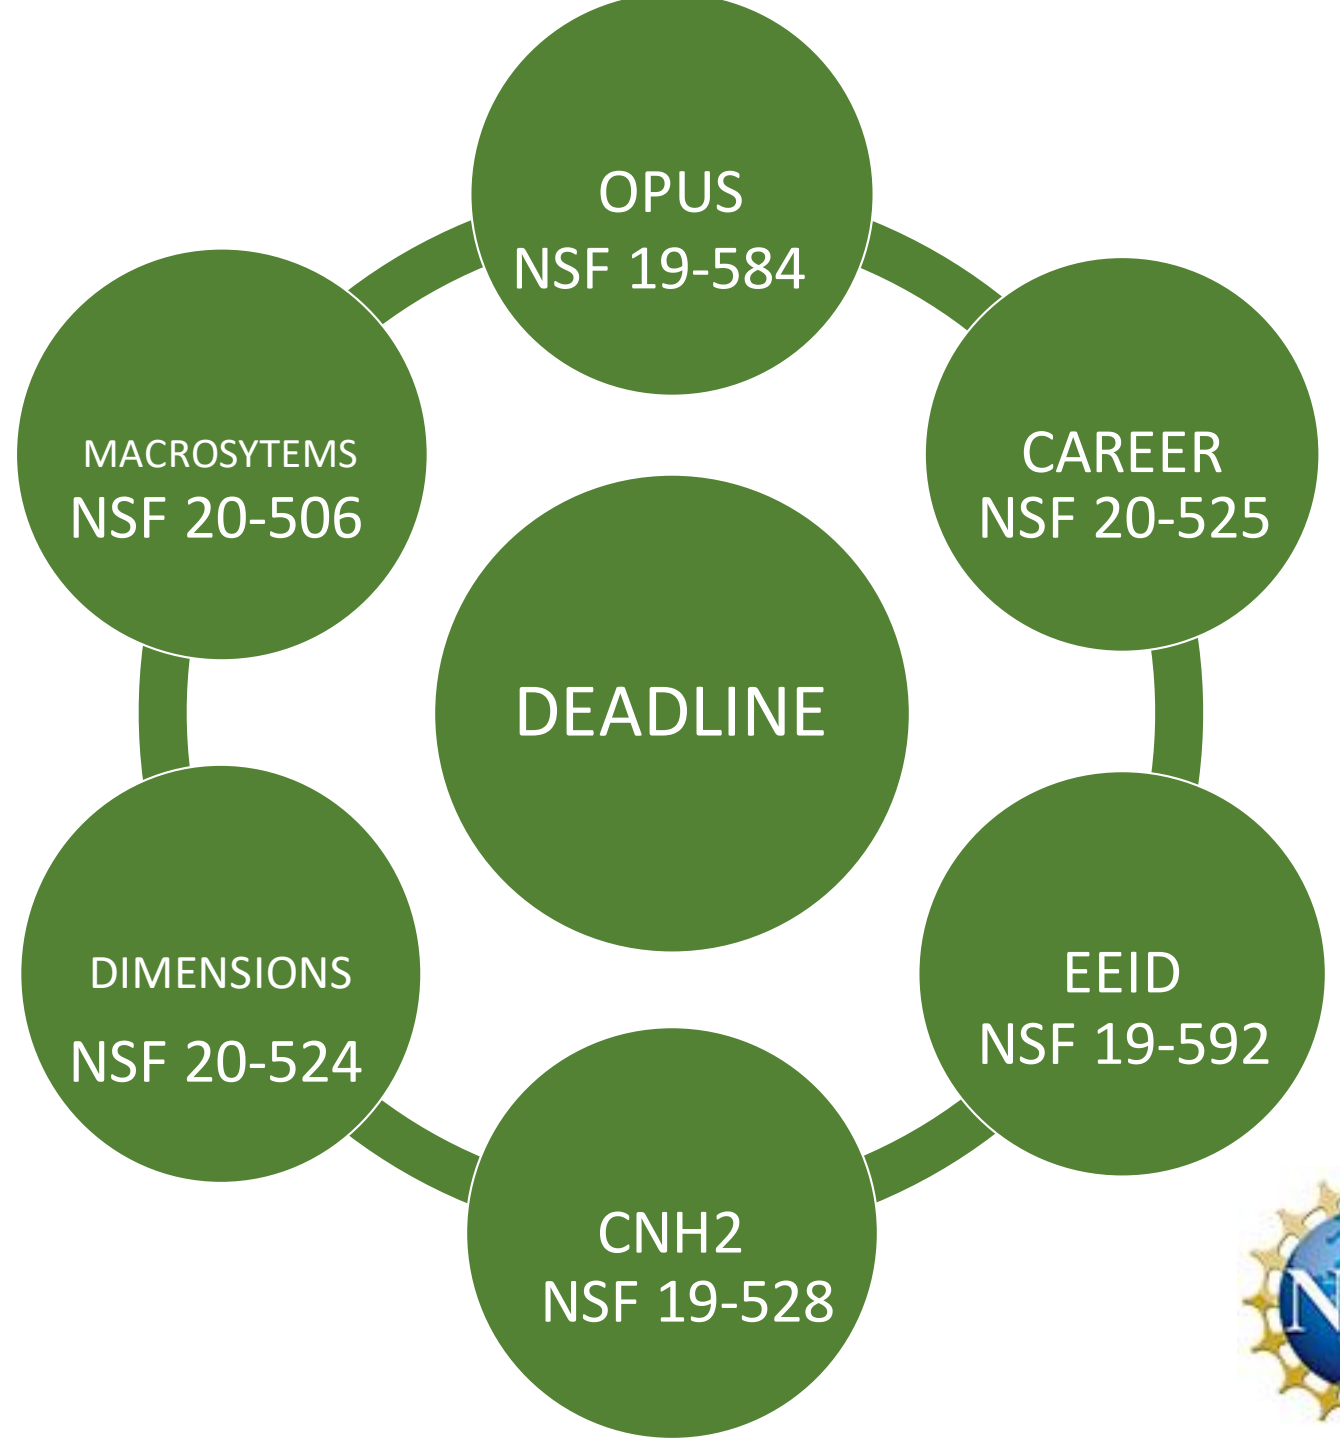 OPUS
NSF 19-584
CAREER
NSF 20-525
EEID
NSF 19-592
CNH2
NSF 19-528
DIMENSIONS
NSF 20-524
MACROSYTEMS
NSF 20-506
DEADLINE
N